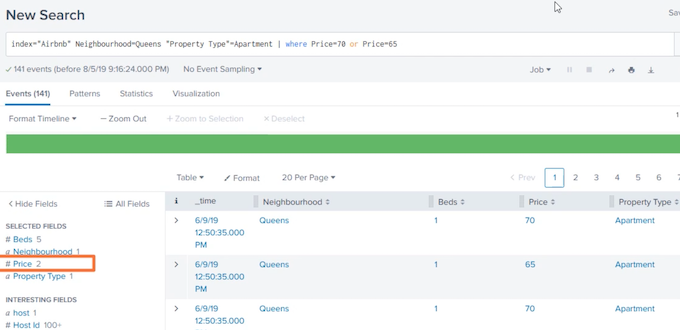 New Search
Sa
index="Airbnb" Neighbourhood=Queens "Property Type"=Apartment | where Price=70 or Price=65
141 events (before 8/5/19 9:16:24.000 PM)
No Event Sampling
Job
Events (141)
Patterns
Statistics
Visualization
Format Timeline
— Zoom Out
+ Zoom to Selection
× Deselect
1
Table
Format
20 Per Page
< Prev
1
2
3
4
5
6
7
< Hide Fields
All Fields
i
_time
Neighbourhood
Beds
Price
Property Type
SELECTED FIELDS
# Beds 5
a Neighbourhood 1
# Price 2
a Property Type 1
INTERESTING FIELDS
a host 1
# Host Id 100+
> 6/9/19 Queens 1 70 Apartment
12:50:35.000
PM
> 6/9/19 Queens 1 65 Apartment
12:50:35.000
PM
> 6/9/19 Queens 1 70 Apartment
12:50:35.000